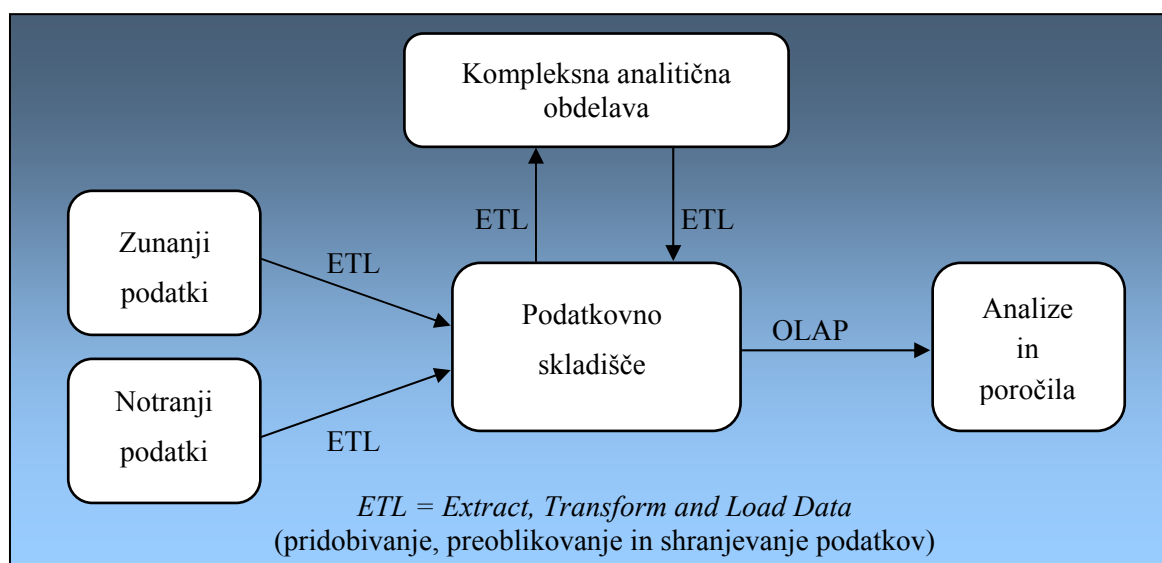 Kompleksna analitična
obdelava
ETL
ETL
Zunanji
podatki
ETL
Podatkovno
skladišče
OLAP
Analize
in
poročila
Notranji
podatki
ETL
ETL = Extract, Transform and Load Data
(pridobivanje, preoblikovanje in shranjevanje podatkov)